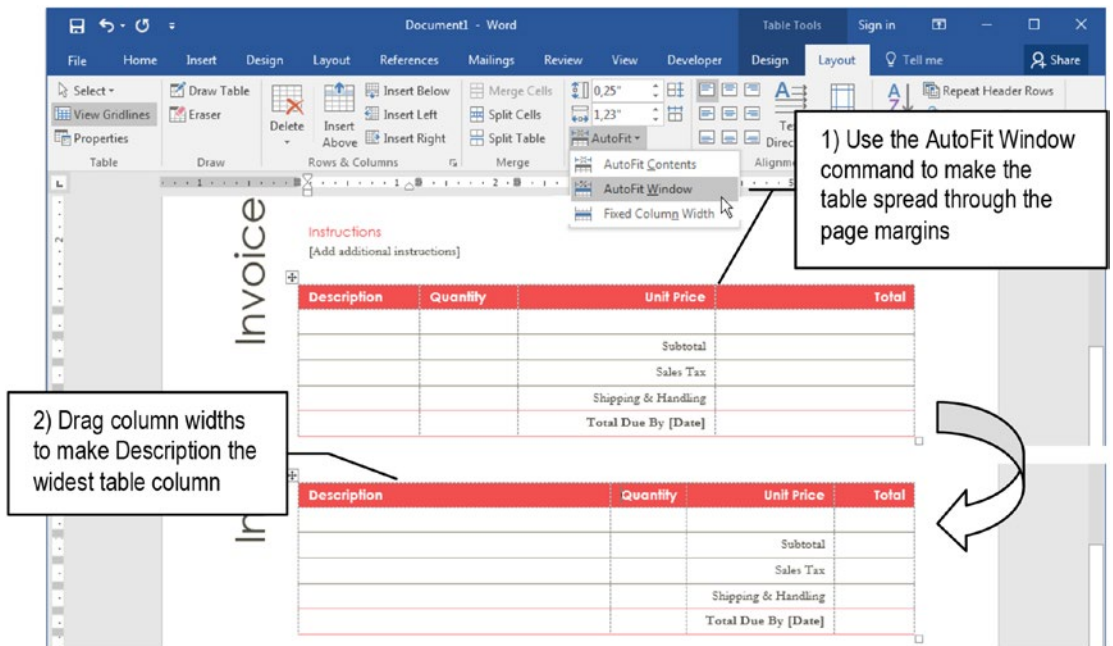 Document1 - Word
Table Tools
Sign in
File Home Insert Design Layout References Mailings Review View Developer Design Layout Tell me Share
Select
View Gridlines
Properties
Table
Draw Table
Eraser
Draw
Delete
Insert
Above
Insert Below
Insert Left
Insert Right
Rows & Columns
Merge Cells
Split Cells
Split Table
Merge
0,25"
1,23"
AutoFit
AutoFit Contents
AutoFit Window
Fixed Column Width
Repeat Header Rows
1) Use the AutoFit Window
command to make the
table spread through the
page margins
Invoice
Instructions
[Add additional instructions]
Description Quantity Unit Price Total
Subtotal
Sales Tax
Shipping & Handling
Total Due By [Date]
2) Drag column widths
to make Description the
widest table column
Description Quantity Unit Price Total
Subtotal
Sales Tax
Shipping & Handling
Total Due By [Date]